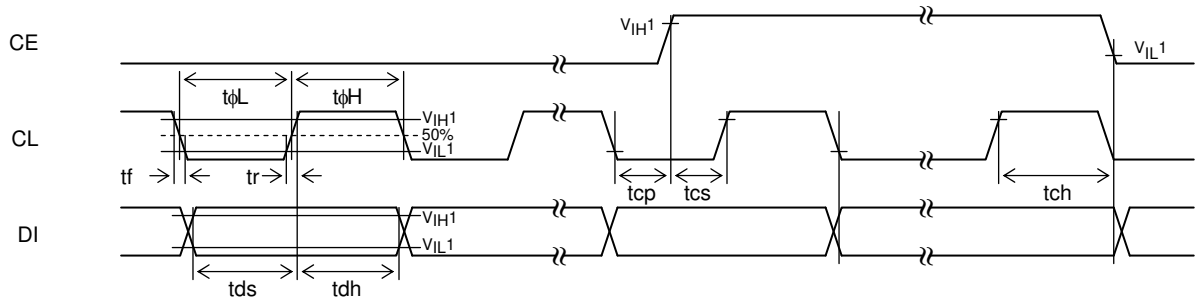 CE
VIH1
VIL1
tϕL
tϕH
VIH1
50%
VIL1
CL
tf
tr
tcp
tcs
tch
VIH1
DI
VIL1
tds
tdh